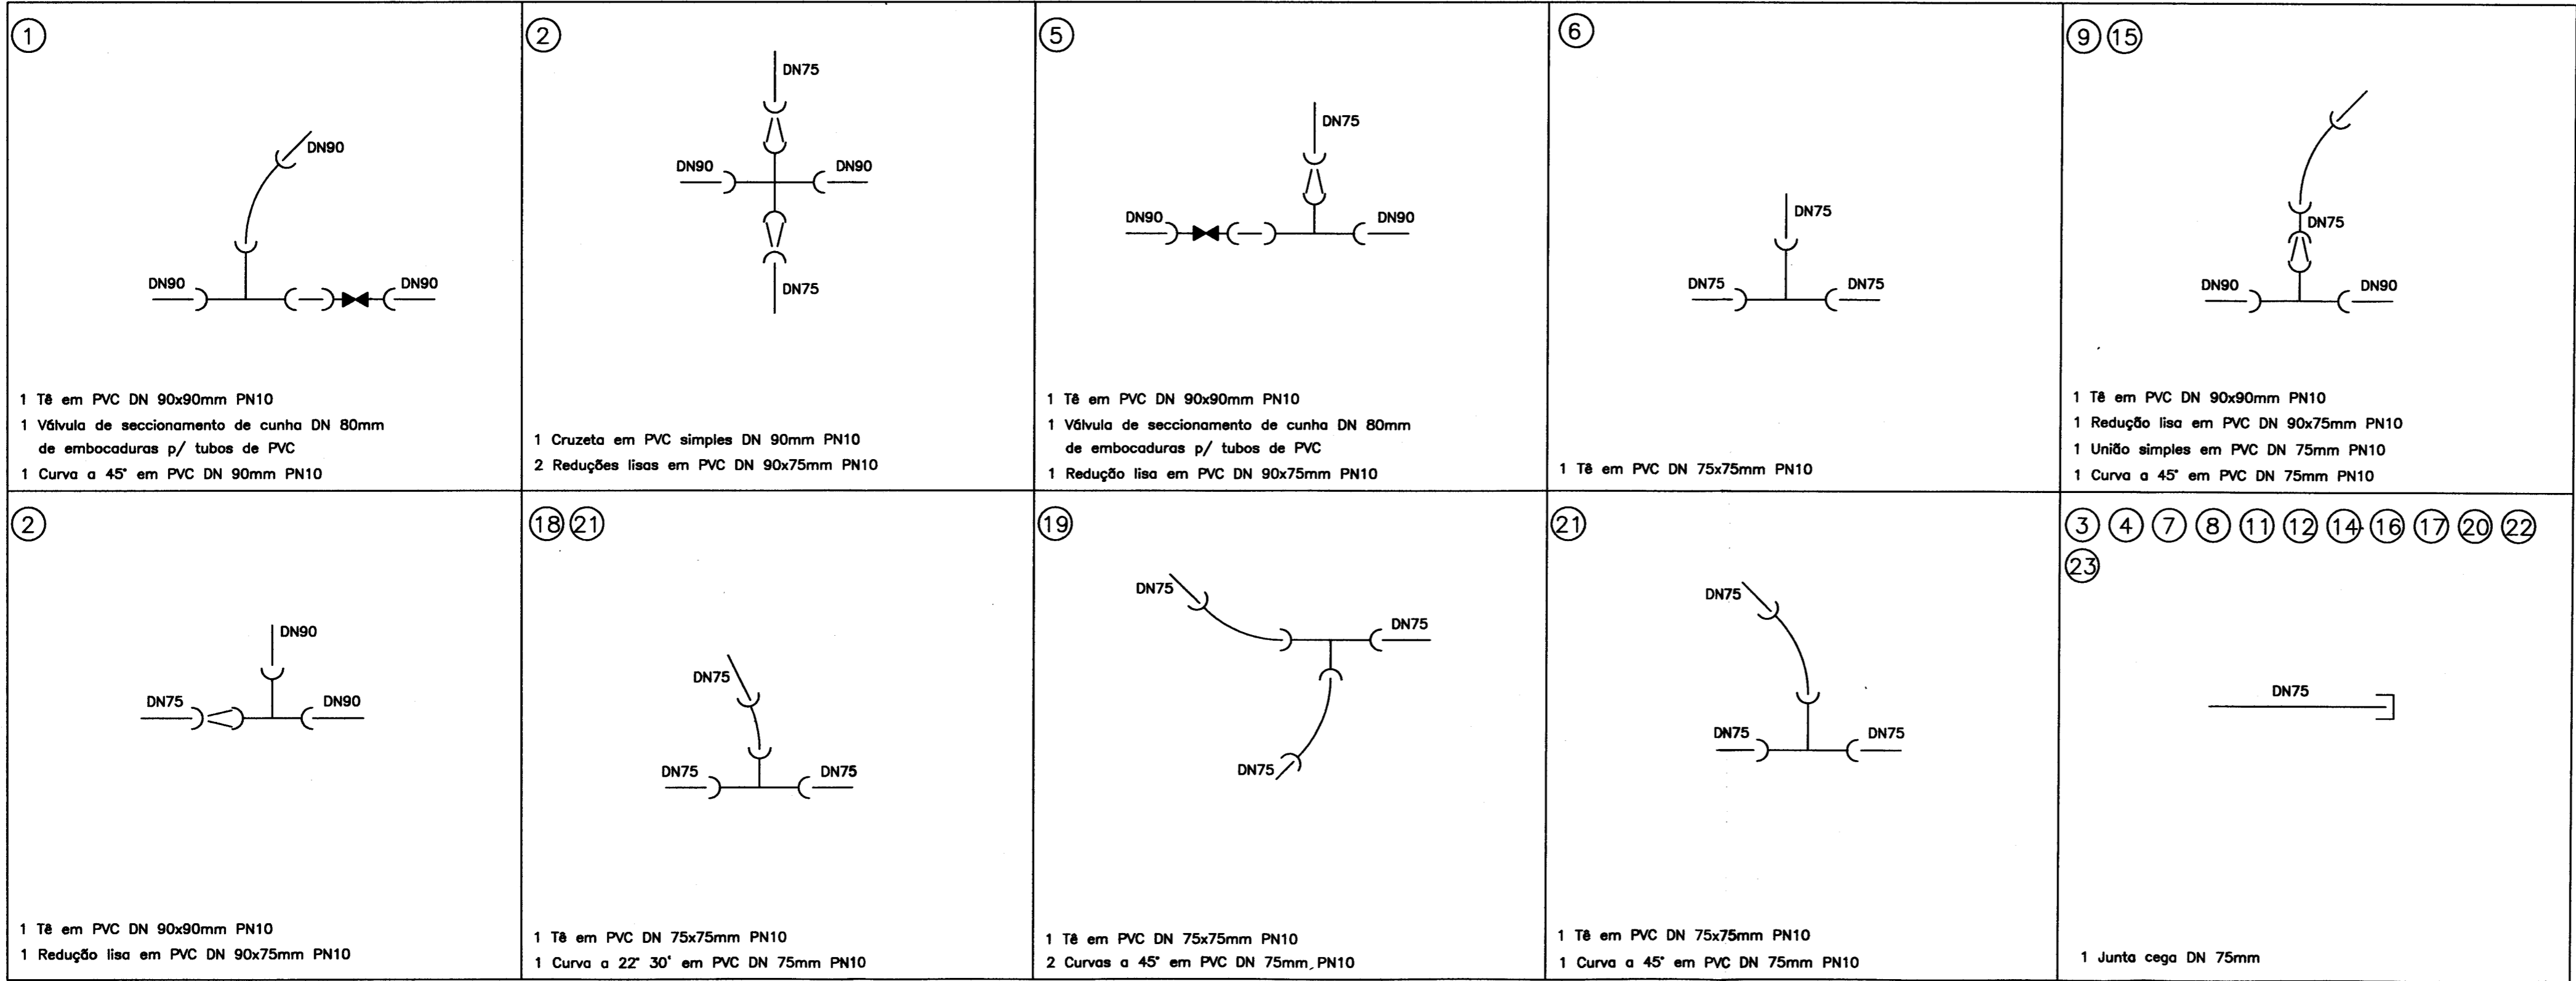 1
DN90
DN90
DN90
1 Tê em PVC DN 90x90mm PN10
1 Válvula de seccionamento de cunha DN 80mm
de embocaduras p/ tubos de PVC
1 Curva a 45° em PVC DN 90mm PN10
2
DN75
DN90
DN90
DN75
1 Cruzeta em PVC simples DN 90mm PN10
2 Reduções lisas em PVC DN 90x75mm PN10
5
DN75
DN90
DN90
1 Tê em PVC DN 90x90mm PN10
1 Válvula de seccionamento de cunha DN 80mm
de embocaduras p/ tubos de PVC
1 Redução lisa em PVC DN 90x75mm PN10
6
DN75
DN75
DN75
1 Tê em PVC DN 75x75mm PN10
9 15
DN75
DN90
DN90
1 Tê em PVC DN 90x90mm PN10
1 Redução lisa em PVC DN 90x75mm PN10
1 União simples em PVC DN 75mm PN10
1 Curva a 45° em PVC DN 75mm PN10
2
DN90
DN75
DN90
1 Tê em PVC DN 90x90mm PN10
1 Redução lisa em PVC DN 90x75mm PN10
18 21
DN75
DN75
DN75
1 Tê em PVC DN 75x75mm PN10
1 Curva a 22° 30' em PVC DN 75mm PN10
19
DN75
DN75
DN75
1 Tê em PVC DN 75x75mm PN10
2 Curvas a 45° em PVC DN 75mm PN10
21
DN75
DN75
DN75
1 Tê em PVC DN 75x75mm PN10
1 Curva a 45° em PVC DN 75mm PN10
3 4 7 8 11 12 14 16 17 20 22
23
DN75
1 Junta cega DN 75mm